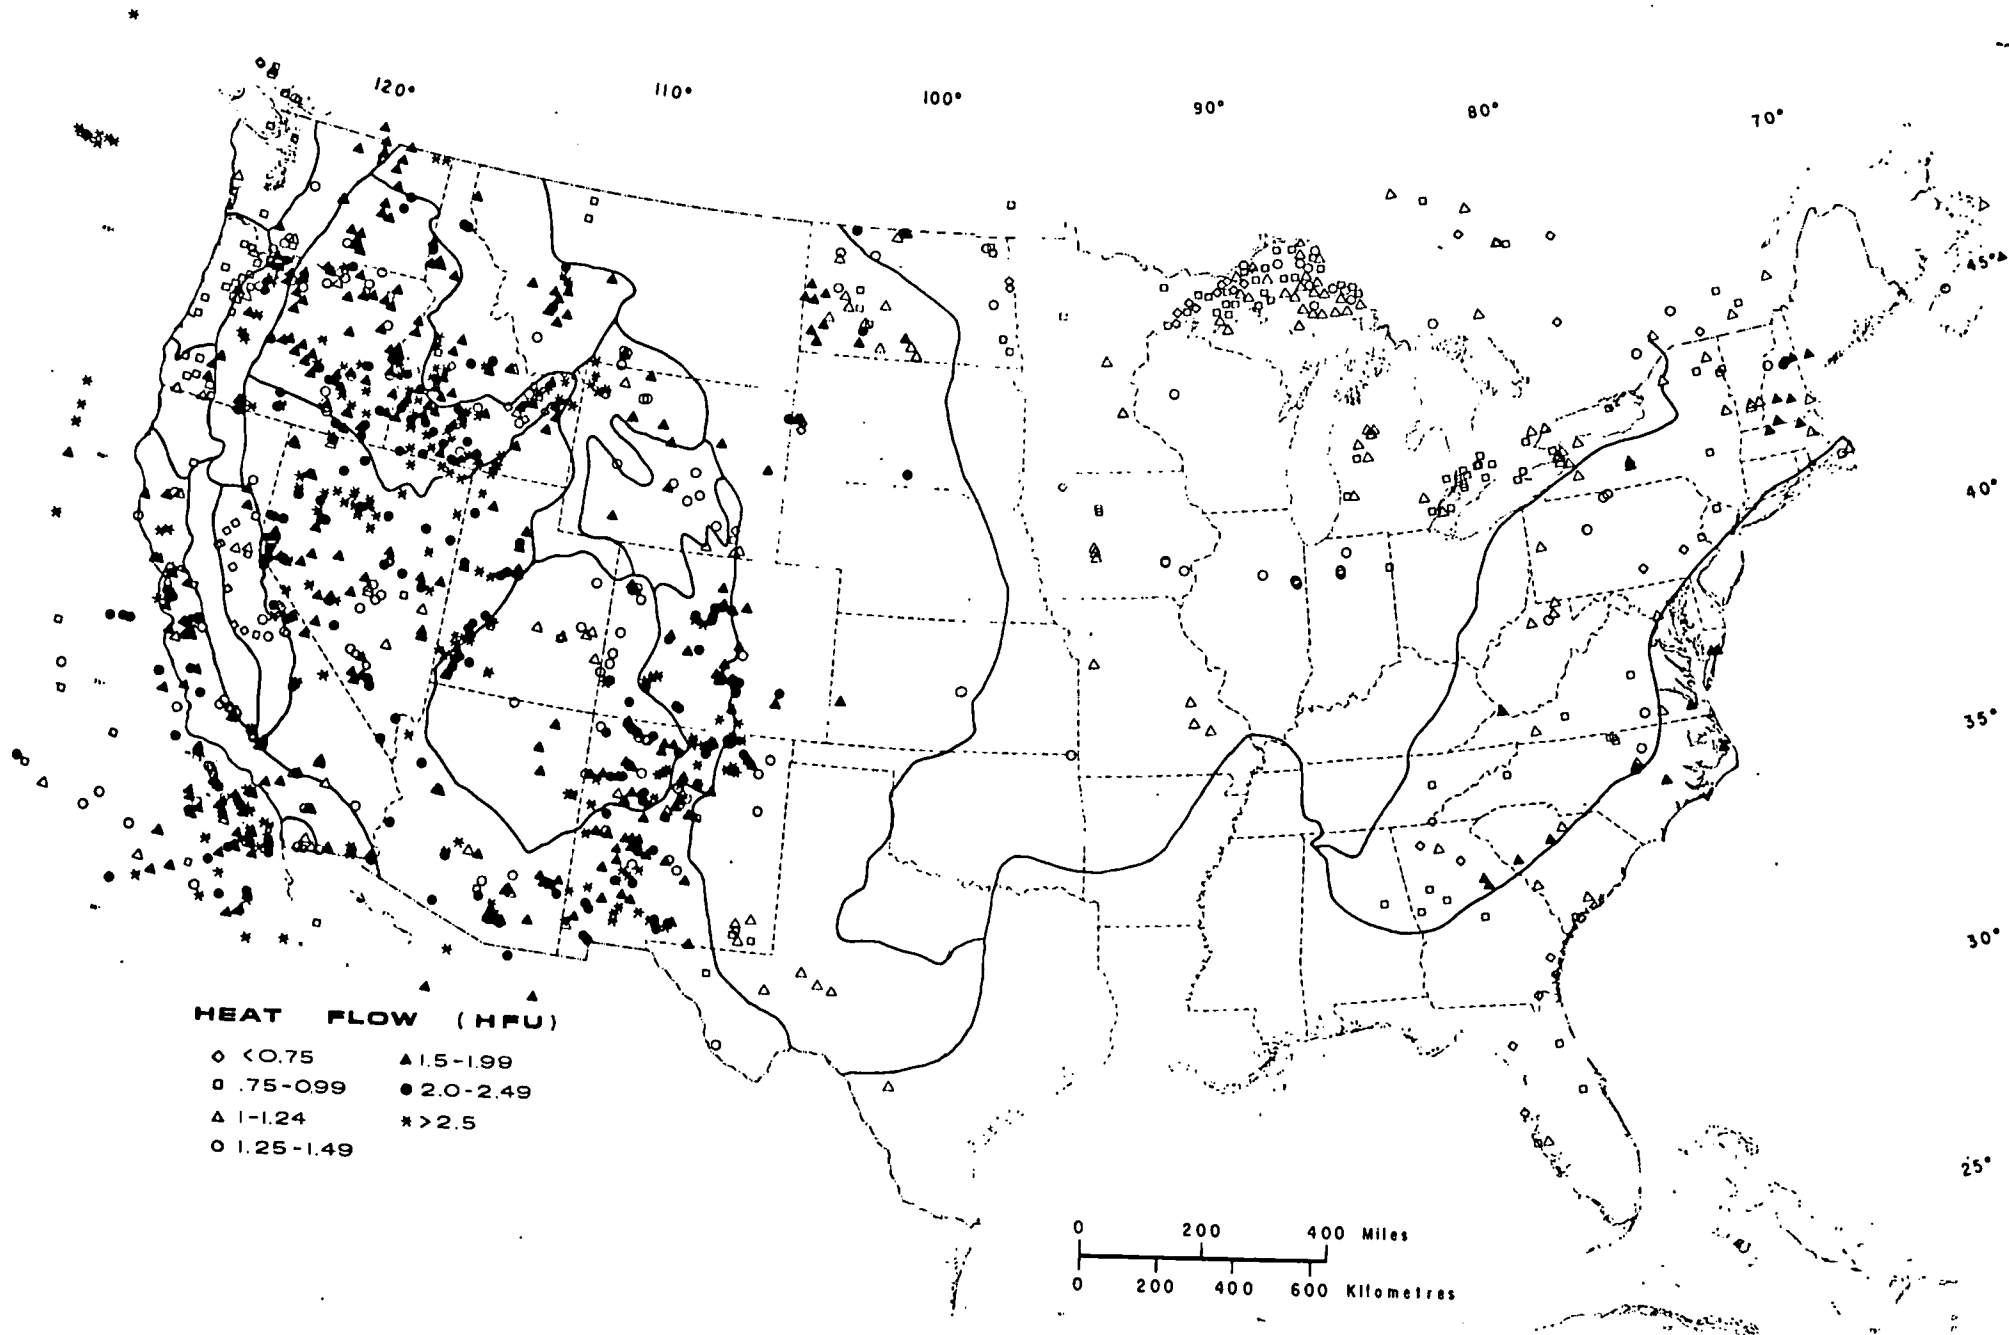 120° 110° 100° 90° 80° 70°
45°
40°
35°
30°
25°
HEAT FLOW (HFU)
<0.75 1.5-1.99
.75-0.99 2.0-2.49
1-1.24 >2.5
1.25-1.49
0 200 400 Miles
0 200 400 600 Kilometres